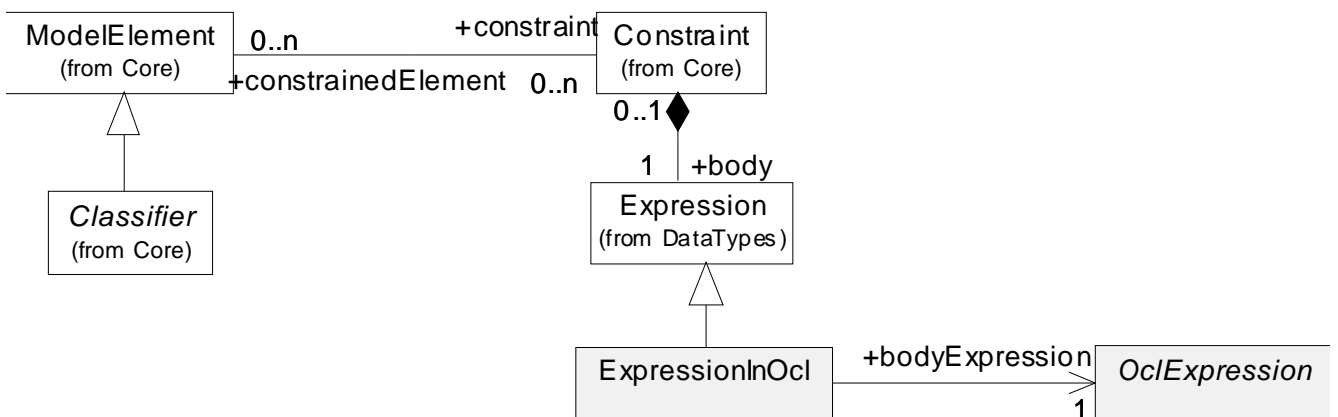 ModelElement
(from Core)
0..n
+constraint
+constrainedElement
0..n
Constraint
(from Core)
0..1
1
+body
Classifier
(from Core)
Expression
(from DataTypes)
ExpressionInOcl
+bodyExpression
1
OclExpression